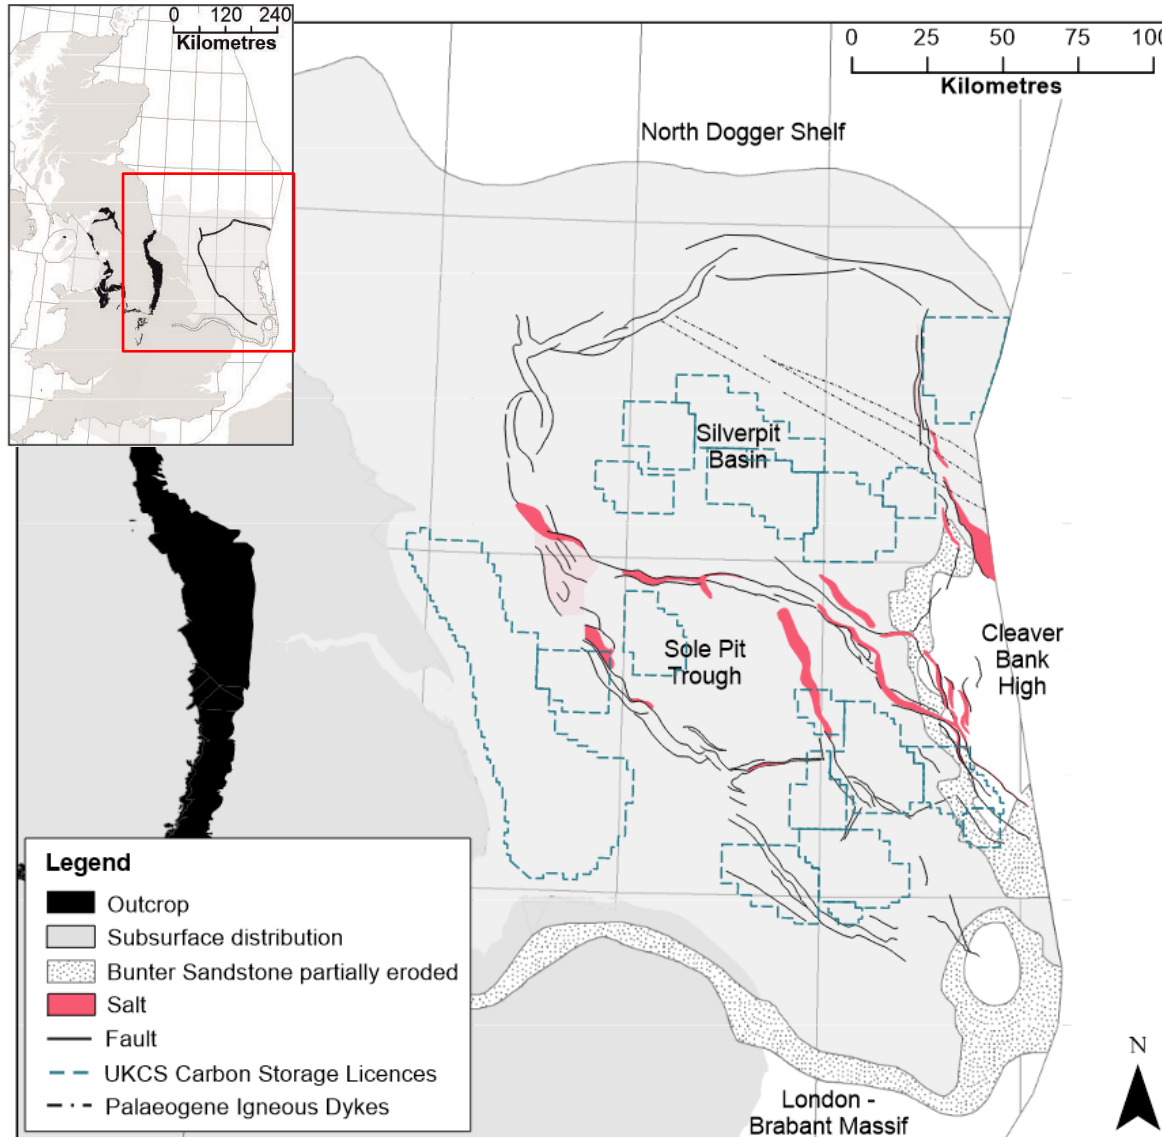 0 120 240
Kilometres
0 25 50 75 100
Kilometres
North Dogger Shelf
Silverpit
Basin
Cleaver
Bank
High
Sole Pit
Trough
Legend
Outcrop
Subsurface distribution
Bunter Sandstone partially eroded
Salt
Fault
UKCS Carbon Storage Licences
Palaeogene Igneous Dykes
London -
Brabant Massif
N